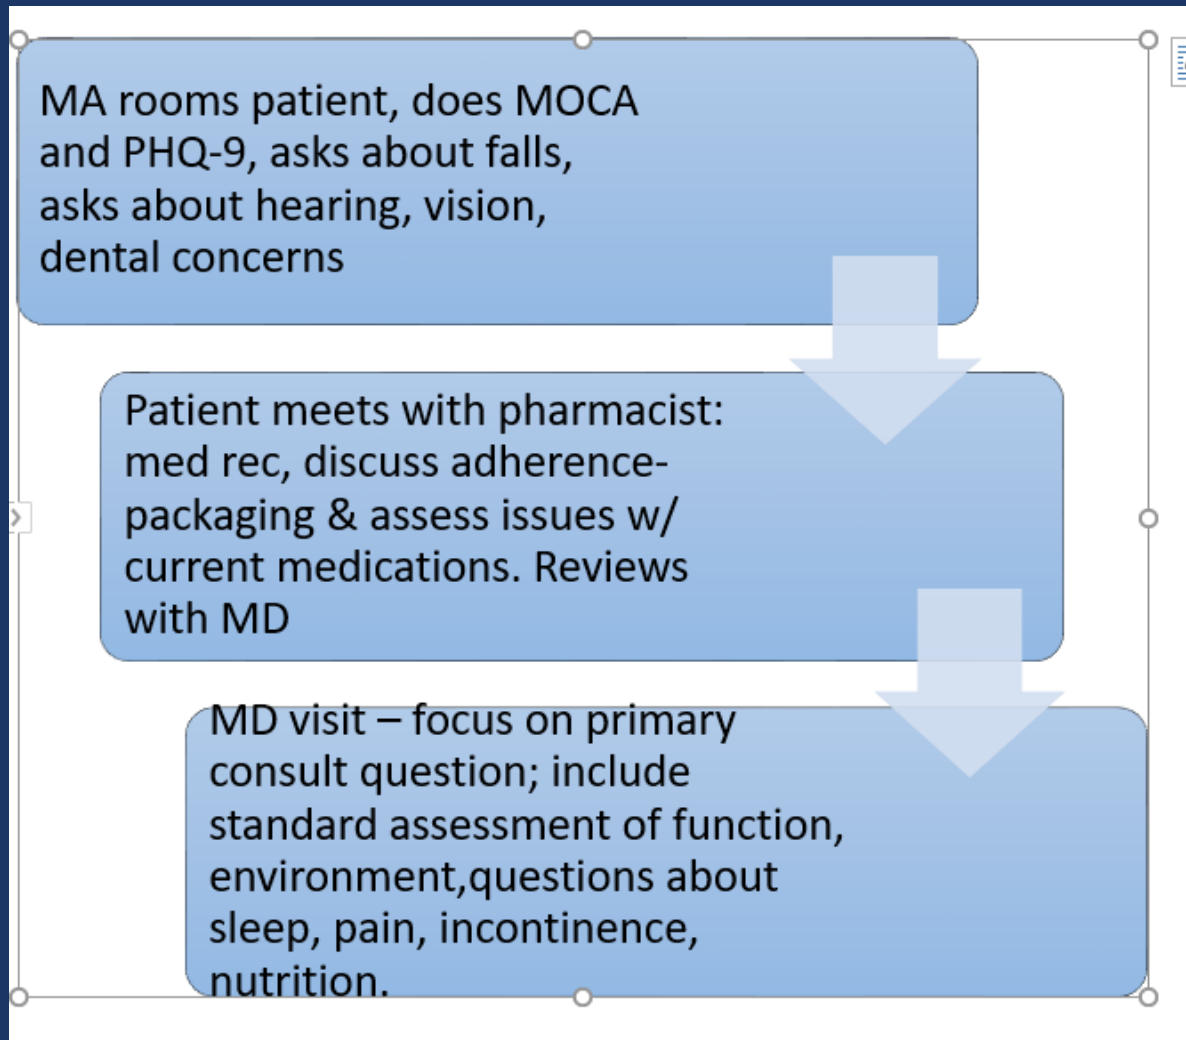 MA rooms patient, does MOCA
and PHQ-9, asks about falls,
asks about hearing, vision,
dental concerns
Patient meets with pharmacist:
med rec, discuss adherence-
packaging & assess issues w/
current medications. Reviews
with MD
MD visit – focus on primary
consult question; include
standard assessment of function,
environment,questions about
sleep, pain, incontinence,
nutrition.